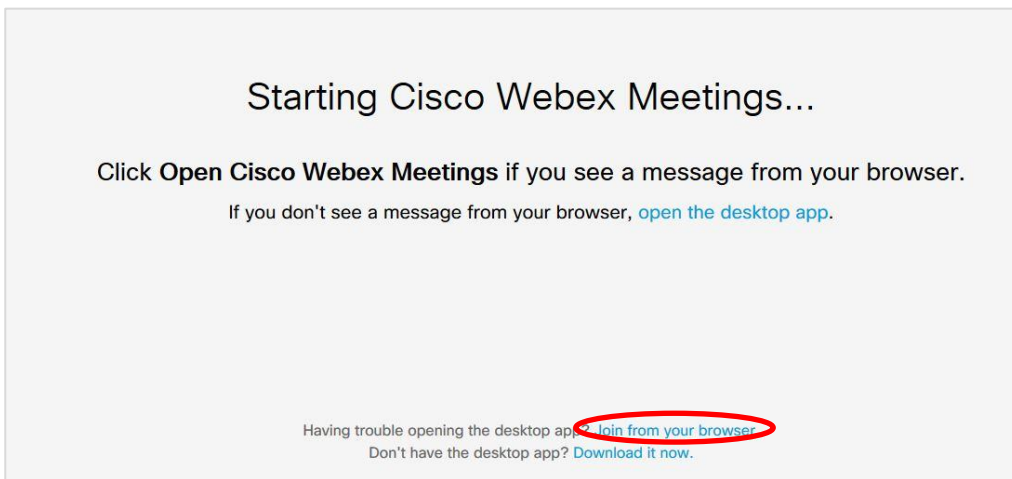 Starting Cisco Webex Meetings...
Click Open Cisco Webex Meetings if you see a message from your browser.
If you don't see a message from your browser, open the desktop app.
Having trouble opening the desktop app? Join from your browser.
Don't have the desktop app? Download it now.